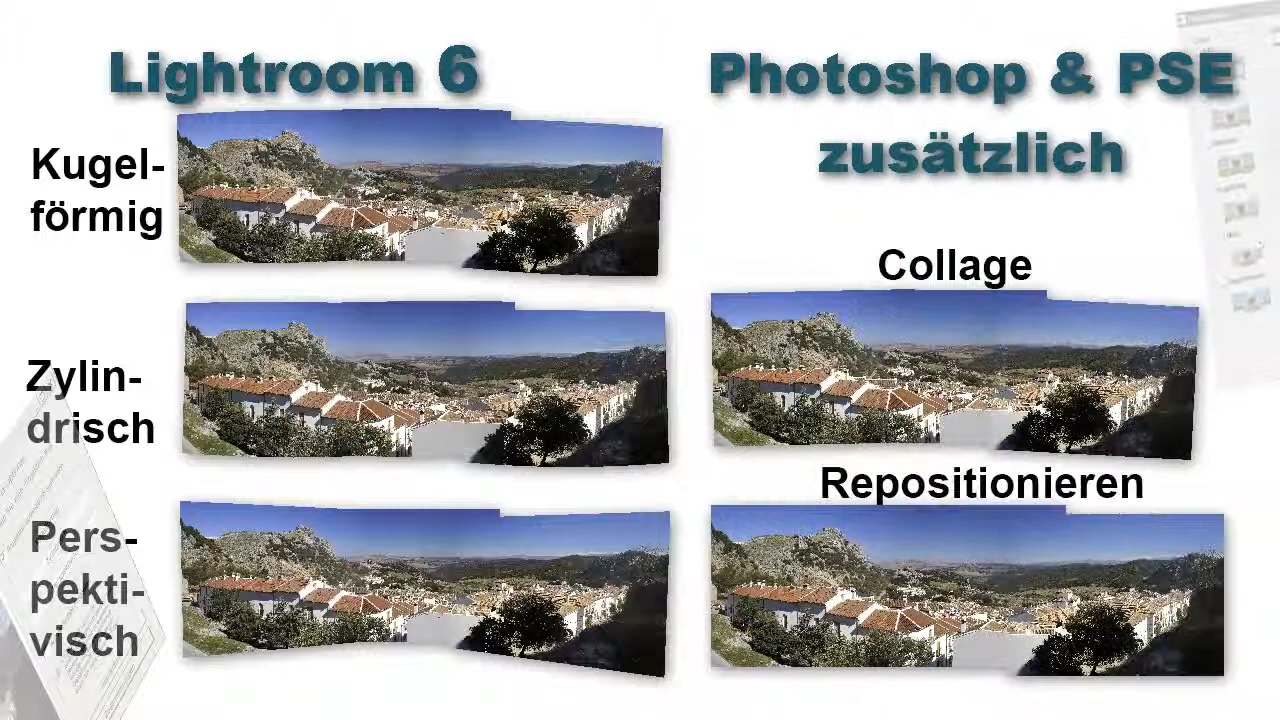 Lightroom 6
Kugel-
förmig
Zylin-
drisch
Pers-
pekti-
visch
Photoshop & PSE
zusätzlich
Collage
Repositionieren